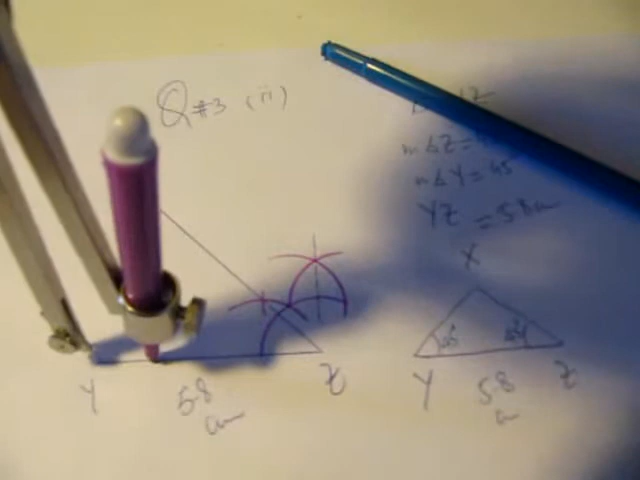 Q#3 (ii)
m∠Z=
m∠Y=45
YZ =5.8cm
X
45°
Y
5.8
cm
Z
Y
5.8
cm
Z